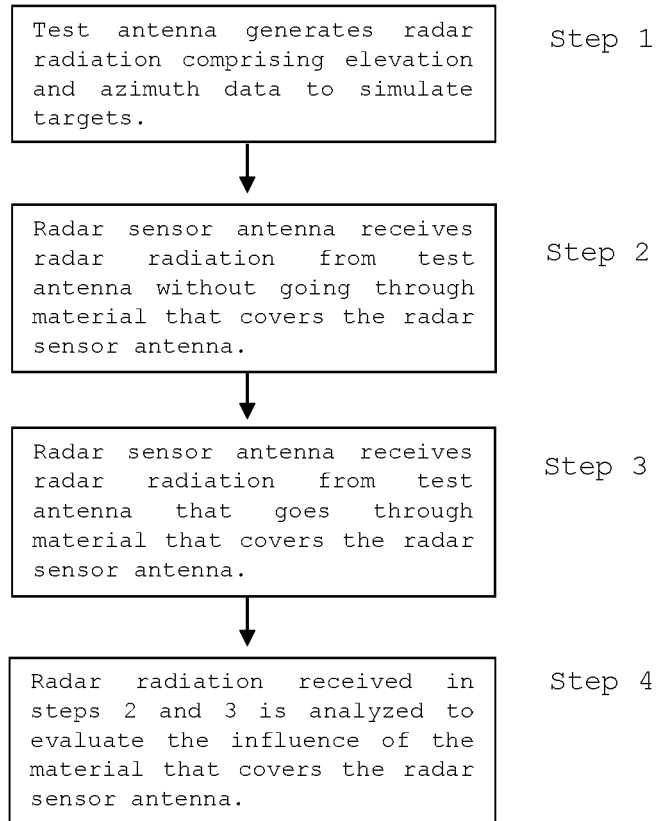 Test antenna generates radar
radiation comprising elevation
and azimuth data to simulate
targets.
Step 1
Radar sensor antenna receives
radar radiation from test
antenna without going through
material that covers the radar
sensor antenna.
Step 2
Radar sensor antenna receives
radar radiation from test
antenna that goes through
material that covers the radar
sensor antenna.
Step 3
Radar radiation received in
steps 2 and 3 is analyzed to
evaluate the influence of the
material that covers the radar
sensor antenna.
Step 4